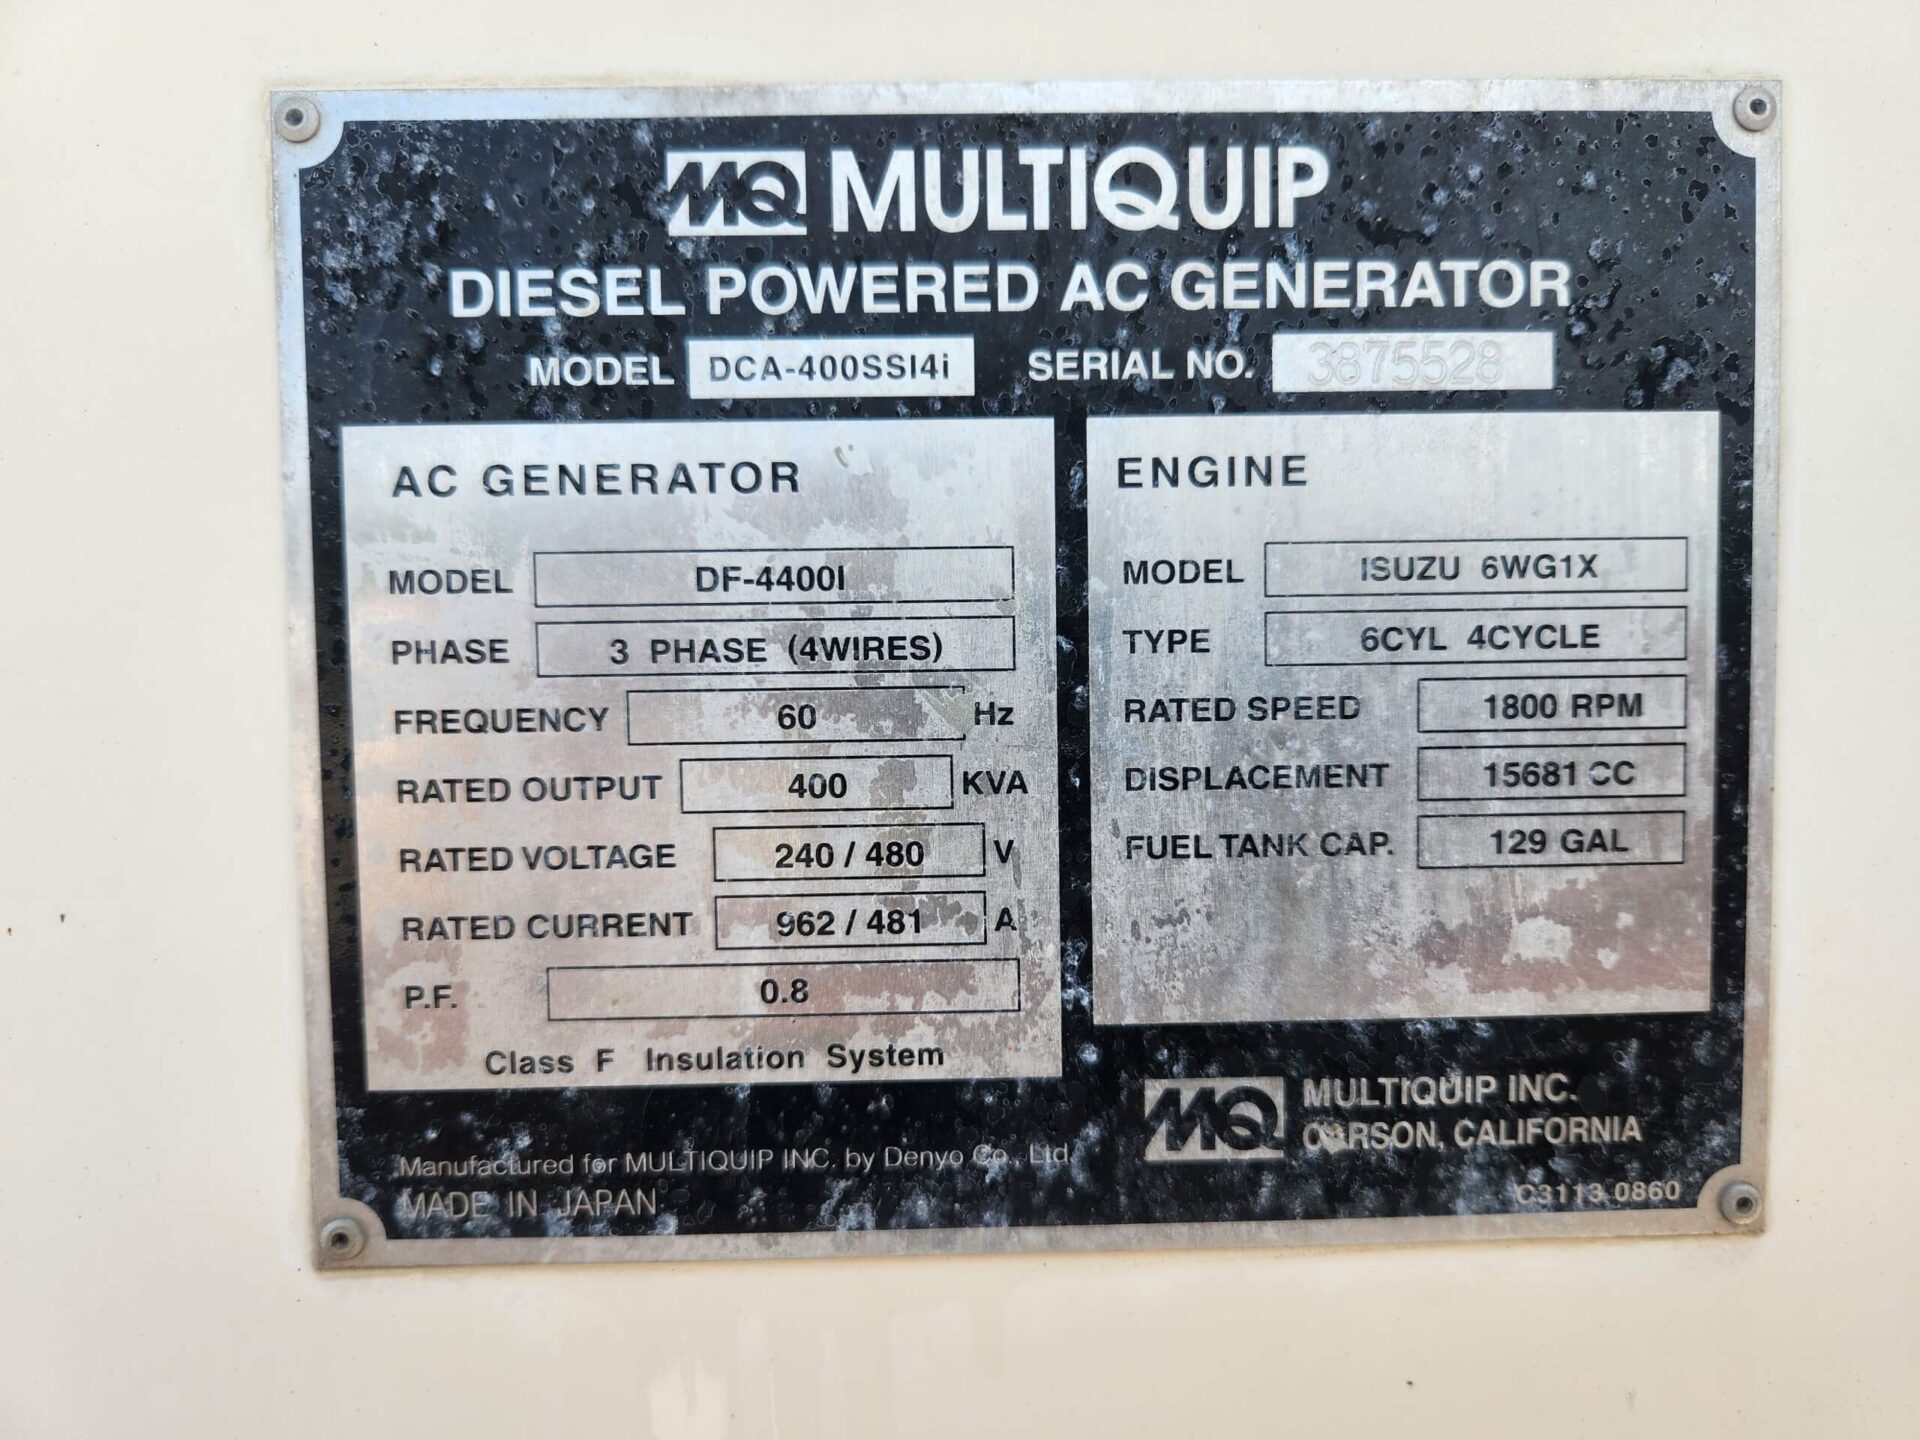 MQ MULTIQUIP
DIESEL POWERED AC GENERATOR
MODEL DCA-400SSI4i SERIAL NO. 3875528
AC GENERATOR
MODEL DF-4400I
PHASE 3 PHASE (4WIRES)
FREQUENCY 60 Hz
RATED OUTPUT 400 KVA
RATED VOLTAGE 240 / 480 V
RATED CURRENT 962 / 481 A
P.F. 0.8
Class F Insulation System
ENGINE
MODEL ISUZU 6WG1X
TYPE 6CYL 4CYCLE
RATED SPEED 1800 RPM
DISPLACEMENT 15681 CC
FUEL TANK CAP. 129 GAL
Manufactured for MULTIQUIP INC. by Denyo Co., Ltd.
MADE IN JAPAN
MQ MULTIQUIP INC.
CARSON, CALIFORNIA
C3113 0860